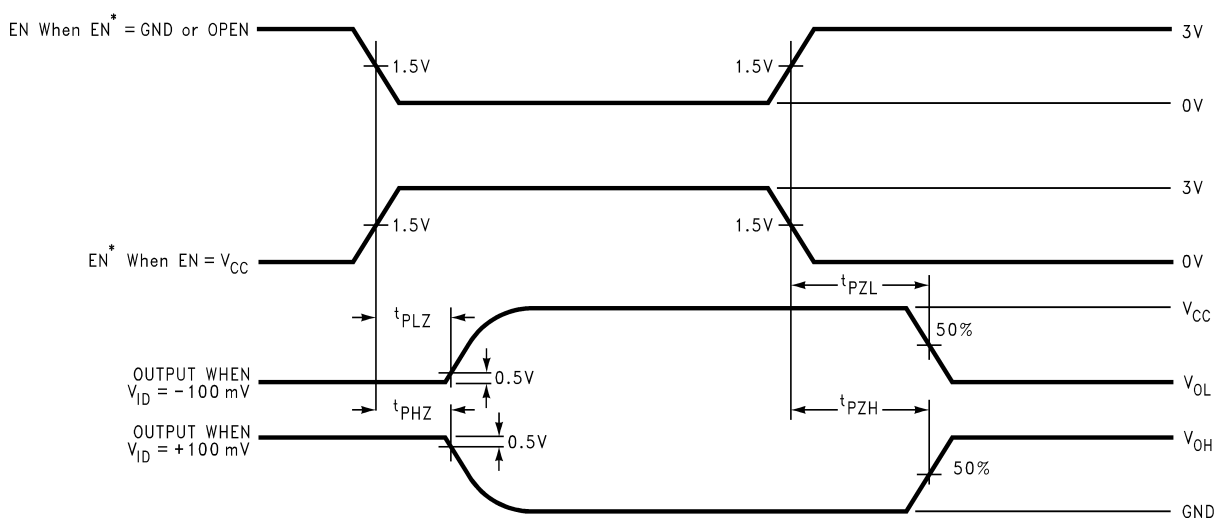 EN When EN* = GND or OPEN
3V
1.5V
1.5V
0V
3V
1.5V
1.5V
EN* When EN = VCC
0V
tPZL
VCC
tPLZ
50%
OUTPUT WHEN
VID = −100 mV
0.5V
VOL
tPHZ
tPZH
OUTPUT WHEN
VID = +100 mV
0.5V
VOH
50%
GND